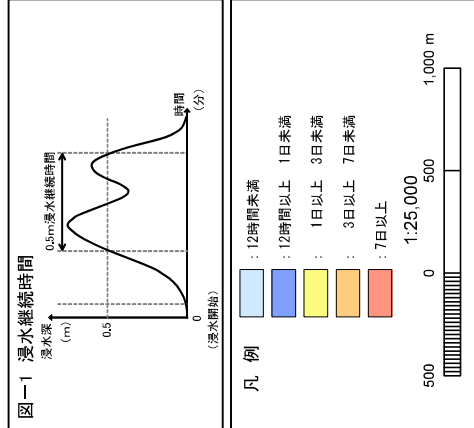 図－1 浸水継続時間
浸水深
(m)
0.5m浸水継続時間
0.5
0
(浸水開始)
時間
(分)
凡 例
：12時間未満
：12時間以上 1日未満
：1日以上 3日未満
：3日以上 7日未満
：7日以上
1:25,000
500 0 500 1,000 m